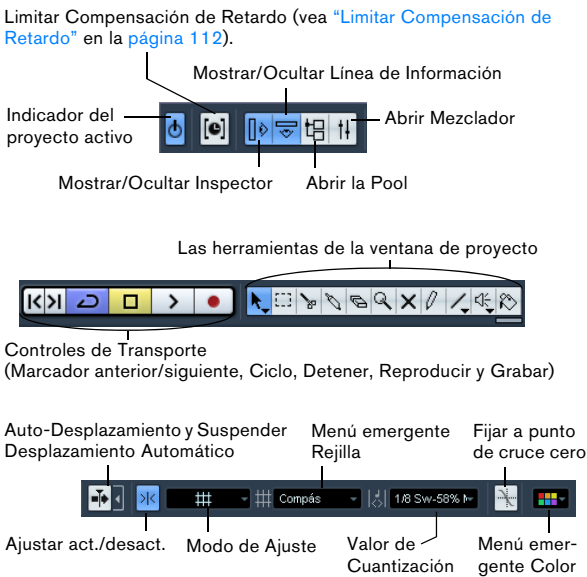 Limitar Compensación de Retardo (vea “Limitar Compensación de
Retardo” en la página 112).
Mostrar/Ocultar Línea de Información
Indicador del
proyecto activo
Abrir Mezclador
Mostrar/Ocultar Inspector
Abrir la Pool
Las herramientas de la ventana de proyecto
Controles de Transporte
(Marcador anterior/siguiente, Ciclo, Detener, Reproducir y Grabar)
Auto-Desplazamiento y Suspender
Desplazamiento Automático
Menú emergente
Rejilla
Fijar a punto
de cruce cero
Compás
1/8 Sw-58% M
Ajustar act./desact.
Modo de Ajuste
Valor de
Cuantización
Menú emer-
gente Color